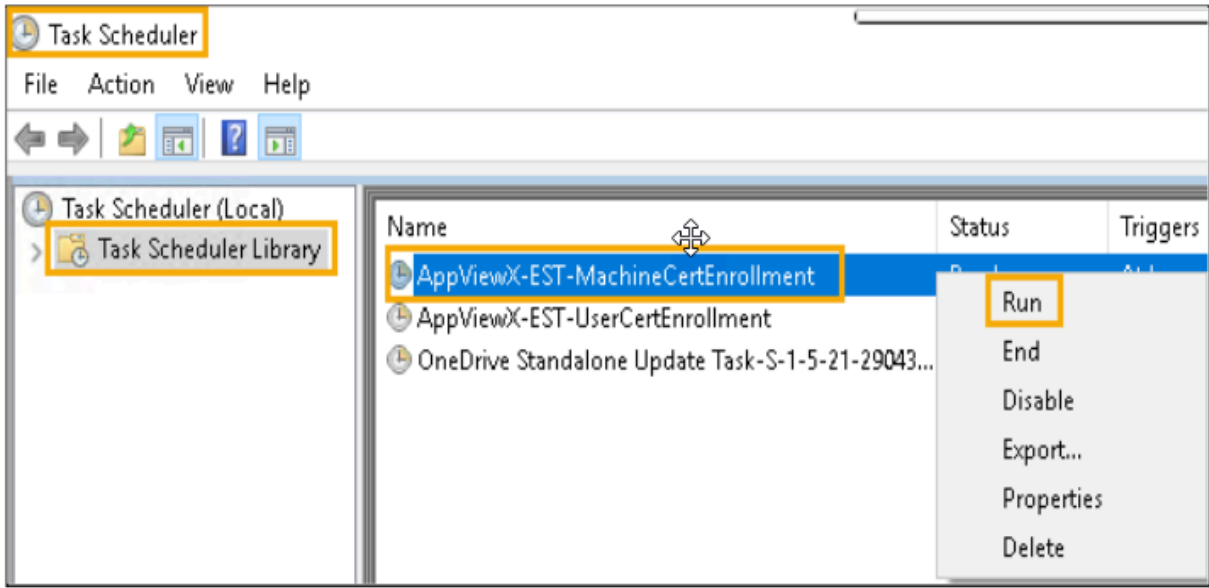 Task Scheduler
File Action View Help
Task Scheduler (Local)
Task Scheduler Library
Name Status Triggers
AppViewX-EST-MachineCertEnrollment
AppViewX-EST-UserCertEnrollment
OneDrive Standalone Update Task-S-1-5-21-29043...
Run
End
Disable
Export...
Properties
Delete